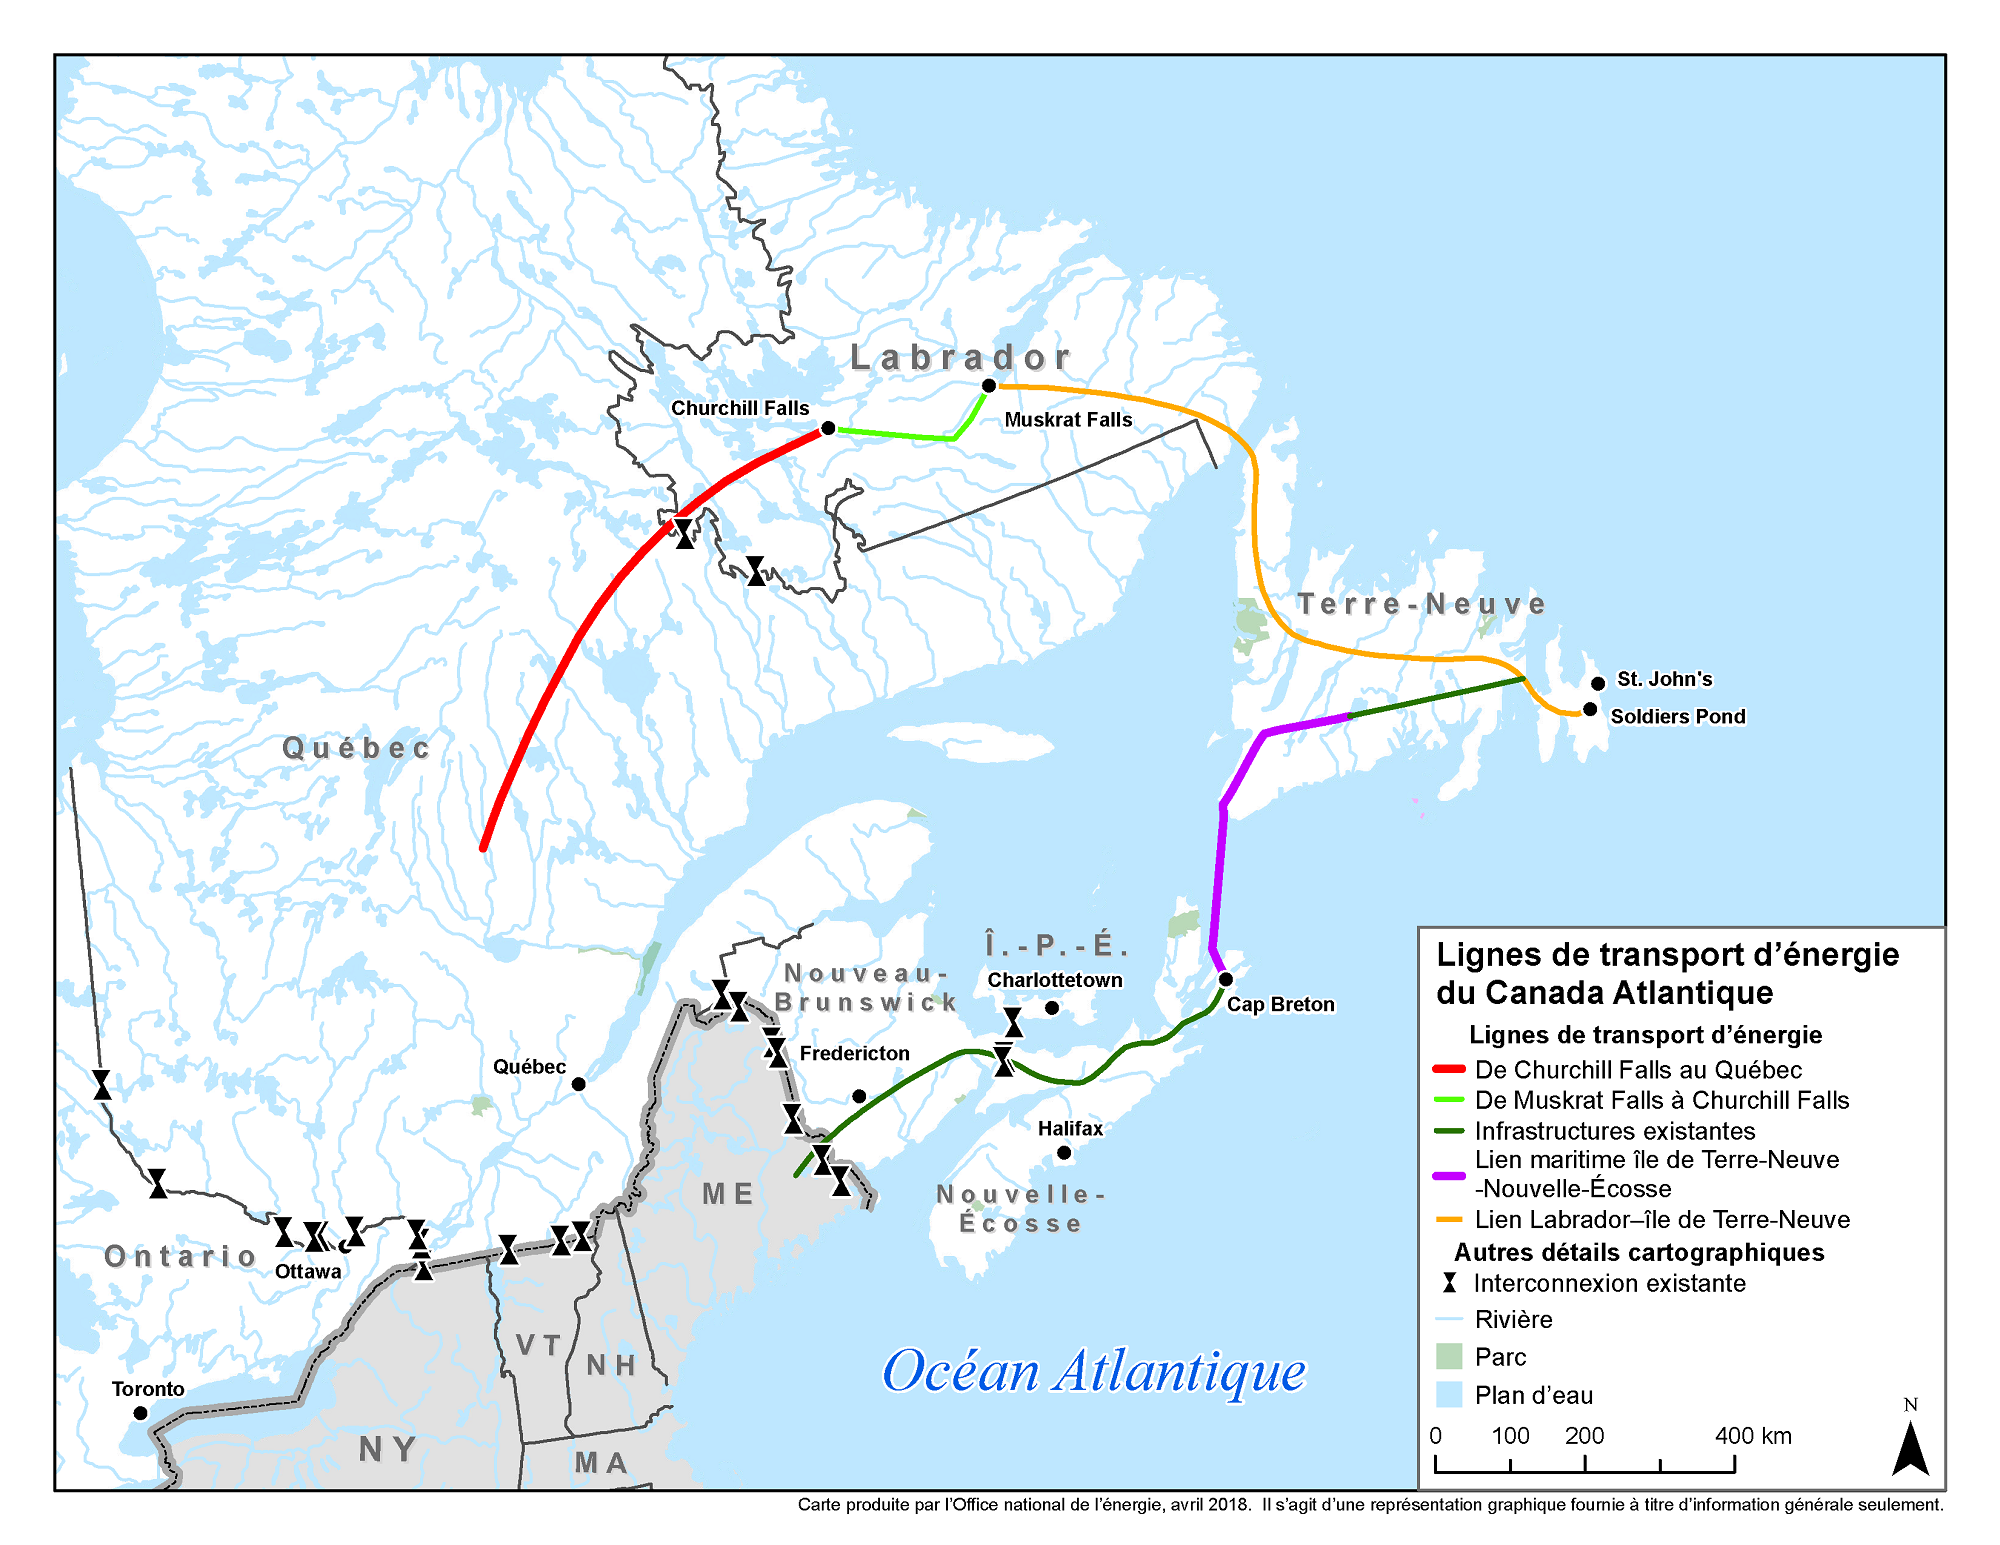 Labrador
Churchill Falls
Muskrat Falls
Terre-Neuve
St. John's
Soldiers Pond
Québec
Î.-P.-É.
Charlottetown
Nouveau-
Brunswick
Cap Breton
Fredericton
Québec
Halifax
ME
Nouvelle-
Écosse
Ontario
Ottawa
VT
NH
Toronto
NY
MA
Océan Atlantique
Lignes de transport d’énergie
du Canada Atlantique
Lignes de transport d’énergie
De Churchill Falls au Québec
De Muskrat Falls à Churchill Falls
Infrastructures existantes
Lien maritime île de Terre-Neuve
-Nouvelle-Écosse
Lien Labrador–île de Terre-Neuve
Autres détails cartographiques
Interconnexion existante
Rivière
Parc
Plan d’eau
N
0 100 200 400 km
Carte produite par l’Office national de l’énergie, avril 2018. Il s’agit d’une représentation graphique fournie à titre d’information générale seulement.